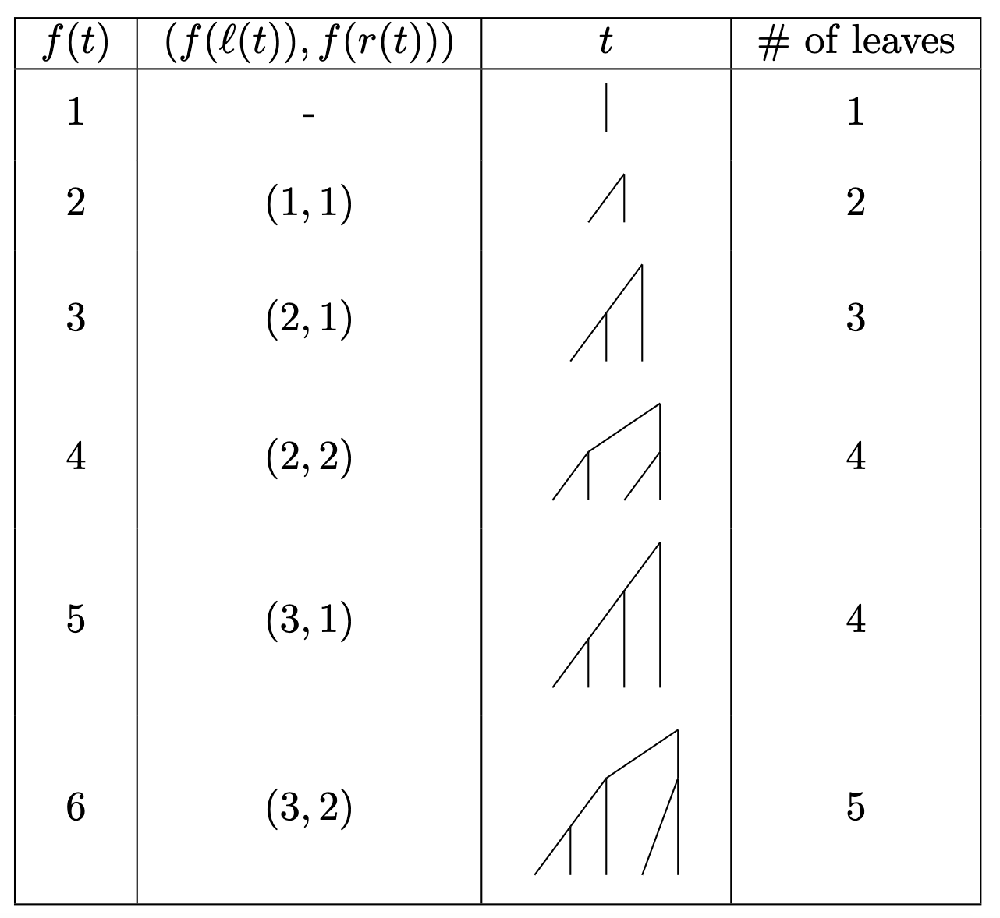 f(t) (f(ℓ(t)), f(r(t))) t # of leaves
1 - 1
2 (1, 1) 2
3 (2, 1) 3
4 (2, 2) 4
5 (3, 1) 4
6 (3, 2) 5